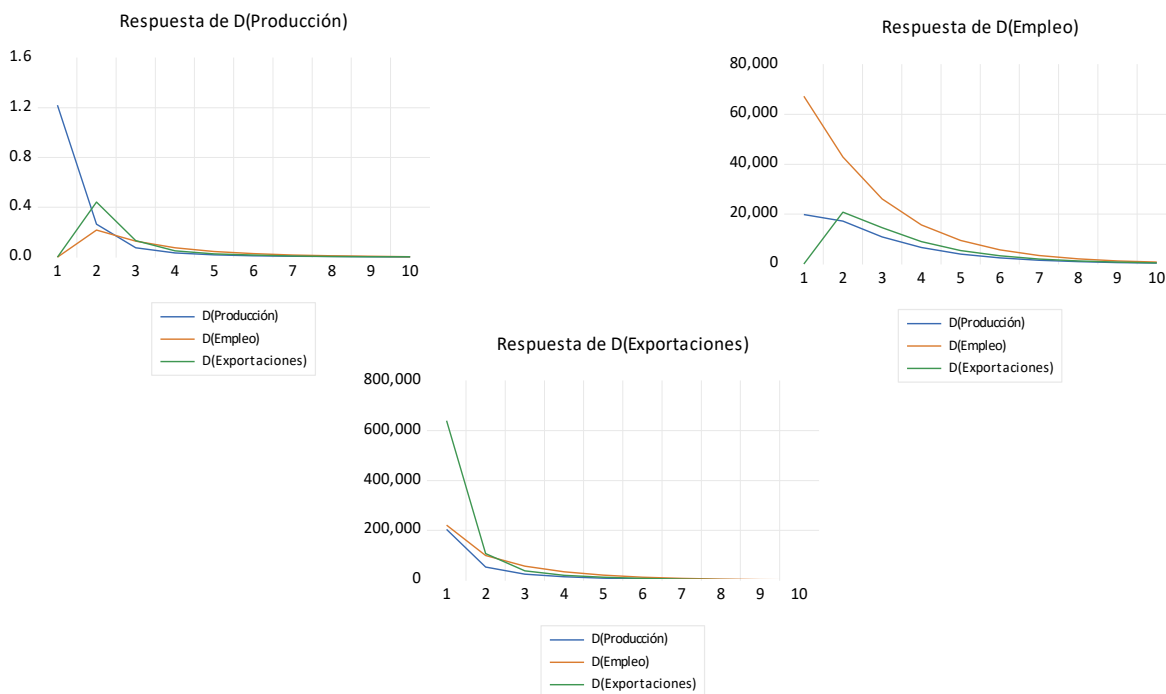 Respuesta de D(Producción)
1.6
1.2
0.8
0.4
0.0
1 2 3 4 5 6 7 8 9 10
D(Producción)
D(Empleo)
D(Exportaciones)
Respuesta de D(Empleo)
80,000
60,000
40,000
20,000
0
1 2 3 4 5 6 7 8 9 10
D(Producción)
D(Empleo)
D(Exportaciones)
Respuesta de D(Exportaciones)
800,000
600,000
400,000
200,000
0
1 2 3 4 5 6 7 8 9 10
D(Producción)
D(Empleo)
D(Exportaciones)